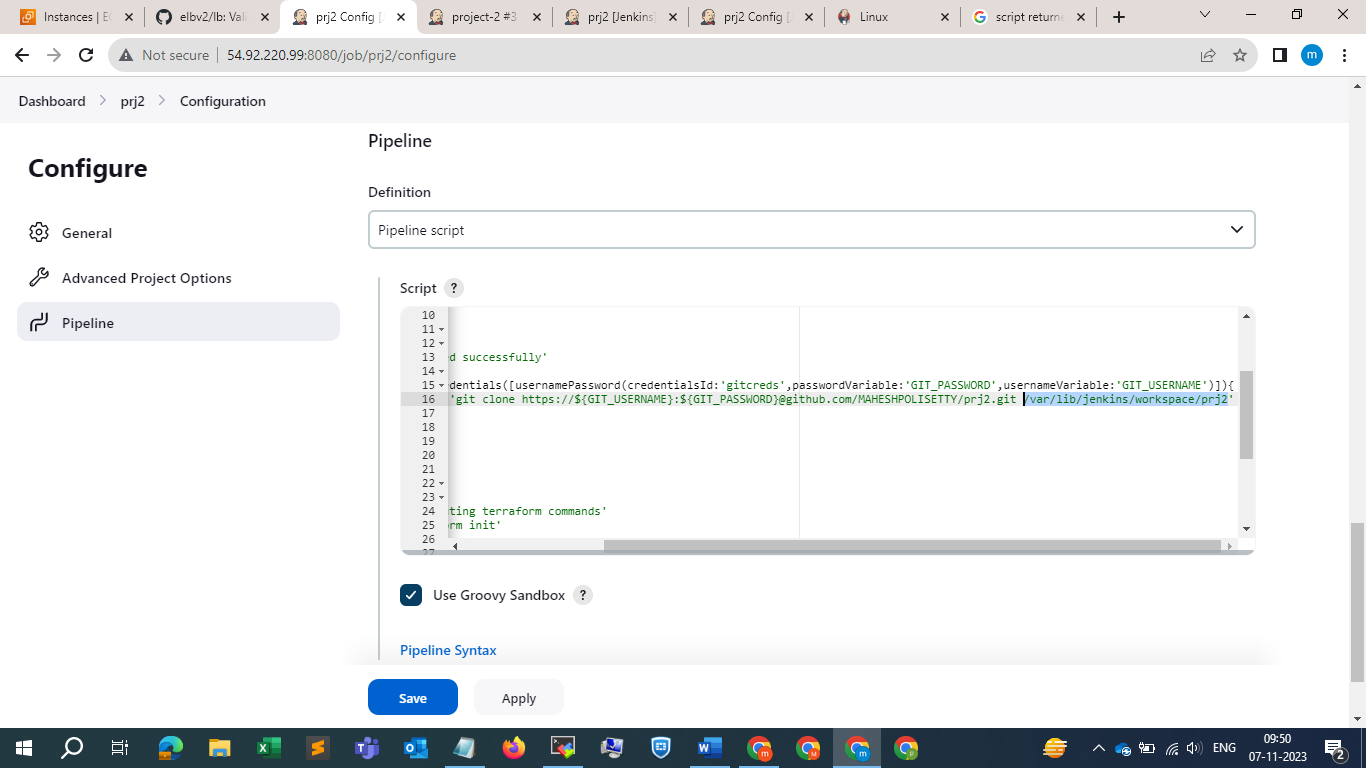 Instances | E
elbv2/lb: Vali
prj2 Config [
project-2 #3
prj2 [Jenkins]
prj2 Config [
Linux
script returne
Not secure
54.92.220.99:8080/job/prj2/configure
m
Dashboard
prj2
Configuration
Configure
General
Advanced Project Options
Pipeline
Pipeline
Definition
Pipeline script
Script ?
10
11
12
13 d successfully'
14
15 dentials([usernamePassword(credentialsId:'gitcreds',passwordVariable:'GIT_PASSWORD',usernameVariable:'GIT_USERNAME')]){
16 'git clone https://${GIT_USERNAME}:${GIT_PASSWORD}@github.com/MAHESHPOLISETTY/prj2.git /var/lib/jenkins/workspace/prj2'
17
18
19
20
21
22
23
24 ting terraform commands'
25 rm init'
26
27
Use Groovy Sandbox ?
Pipeline Syntax
Save
Apply
ENG
09:50
07-11-2023
2